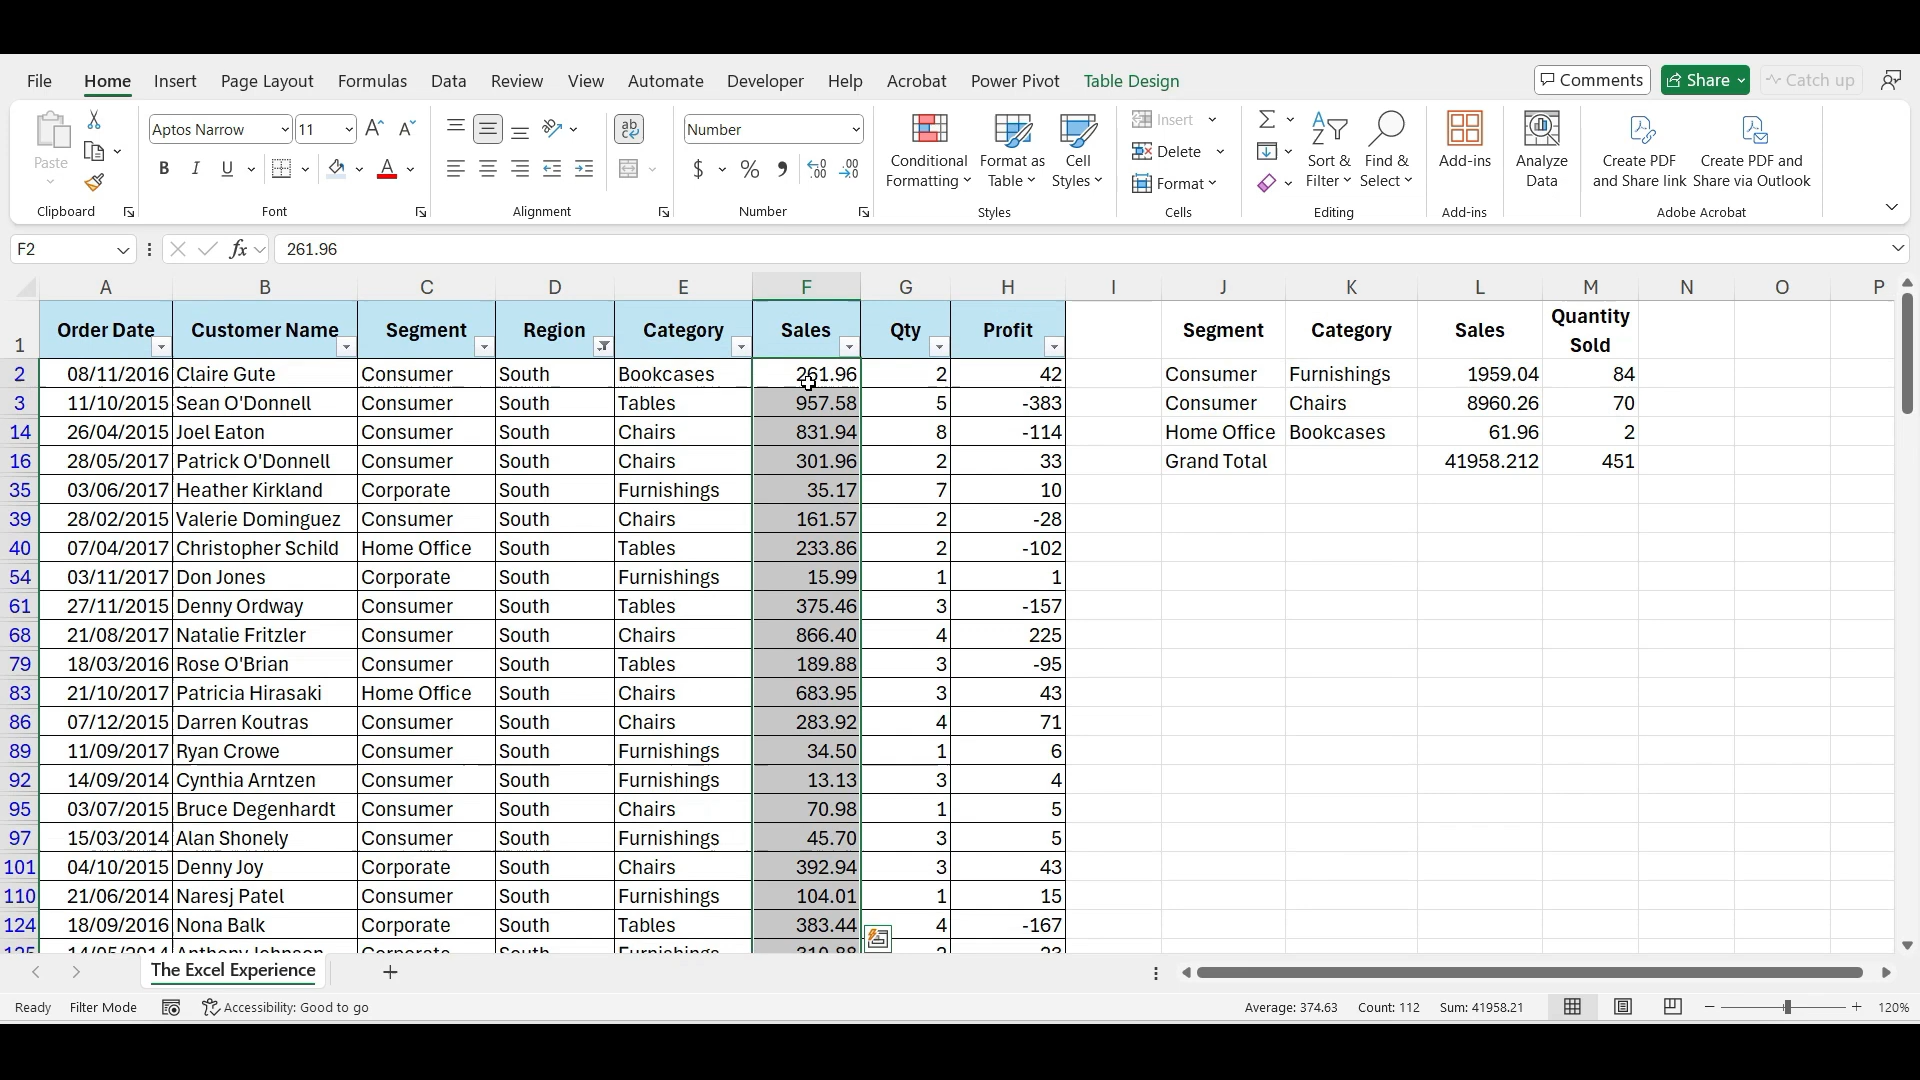 File Home Insert Page Layout Formulas Data Review View Automate Developer Help Acrobat Power Pivot Table Design Comments Share Catch up
Paste Aptos Narrow 11 Number Conditional Formatting Format as Table Cell Styles Insert Delete Format Sort & Filter Find & Select Add-ins Analyze Data Create PDF and Share link Create PDF and Share via Outlook
Clipboard Font Alignment Number Styles Cells Editing Add-ins Adobe Acrobat
F2 fx 261.96
A B C D E F G H I J K L M N O P
1 Order Date Customer Name Segment Region Category Sales Qty Profit Segment Category Sales Quantity Sold
2 08/11/2016 Claire Gute Consumer South Bookcases 261.96 2 42 Consumer Furnishings 1959.04 84
3 11/10/2015 Sean O'Donnell Consumer South Tables 957.58 5 -383 Consumer Chairs 8960.26 70
14 26/04/2015 Joel Eaton Consumer South Chairs 831.94 8 -114 Home Office Bookcases 61.96 2
16 28/05/2017 Patrick O'Donnell Consumer South Chairs 301.96 2 33 Grand Total 41958.212 451
35 03/06/2017 Heather Kirkland Corporate South Furnishings 35.17 7 10
39 28/02/2015 Valerie Dominguez Consumer South Chairs 161.57 2 -28
40 07/04/2017 Christopher Schild Home Office South Tables 233.86 2 -102
54 03/11/2017 Don Jones Corporate South Furnishings 15.99 1 1
61 27/11/2015 Denny Ordway Consumer South Tables 375.46 3 -157
68 21/08/2017 Natalie Fritzler Consumer South Chairs 866.40 4 225
79 18/03/2016 Rose O'Brian Consumer South Tables 189.88 3 -95
83 21/10/2017 Patricia Hirasaki Home Office South Chairs 683.95 3 43
86 07/12/2015 Darren Koutras Consumer South Chairs 283.92 4 71
89 11/09/2017 Ryan Crowe Consumer South Furnishings 34.50 1 6
92 14/09/2014 Cynthia Arntzen Consumer South Furnishings 13.13 3 4
95 03/07/2015 Bruce Degenhardt Consumer South Chairs 70.98 1 5
97 15/03/2014 Alan Shonely Consumer South Furnishings 45.70 3 5
101 04/10/2015 Denny Joy Corporate South Chairs 392.94 3 43
110 21/06/2014 Naresj Patel Consumer South Furnishings 104.01 1 15
124 18/09/2016 Nona Balk Corporate South Tables 383.44 4 -167
The Excel Experience
Ready Filter Mode Accessibility: Good to go Average: 374.63 Count: 112 Sum: 41958.21 120%